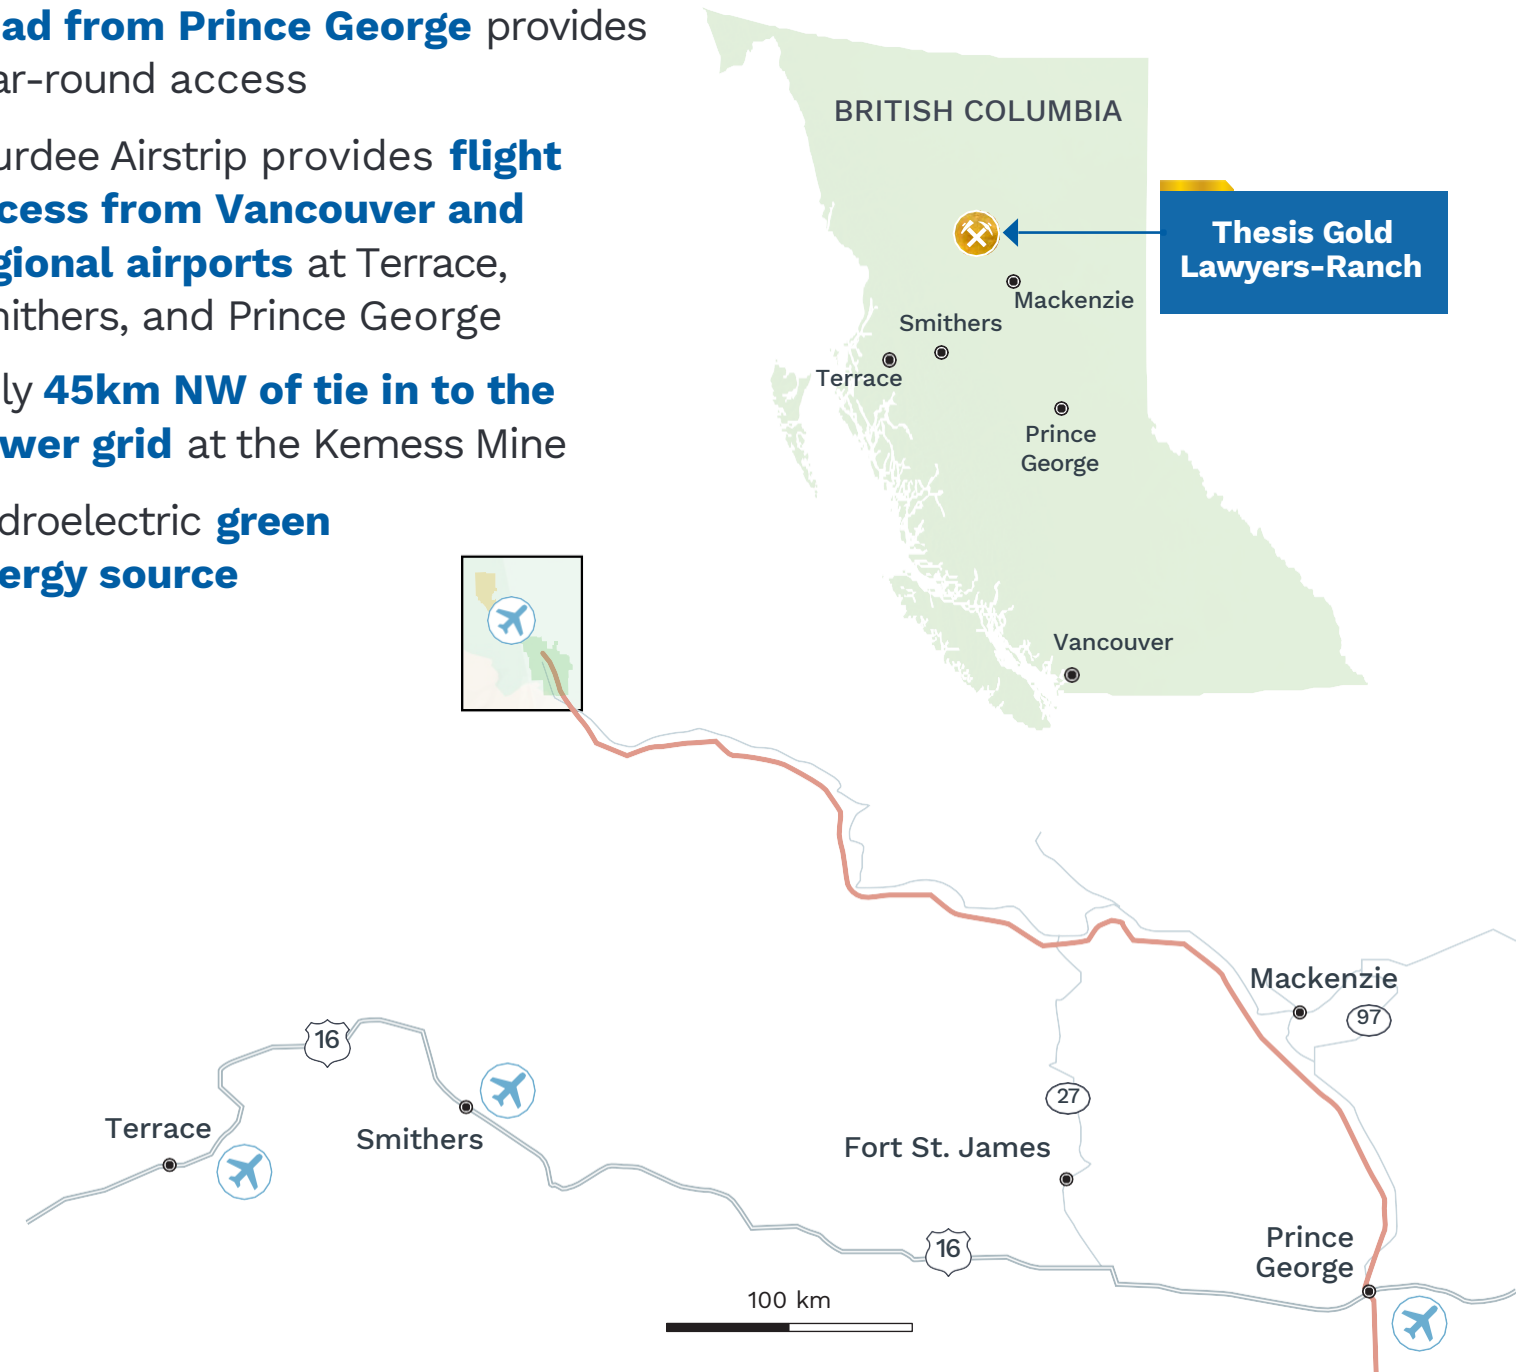 ad from Prince George provides
ar-round access
urdee Airstrip provides flight
cess from Vancouver and
gional airports at Terrace,
ithers, and Prince George
ly 45km NW of tie in to the
wer grid at the Kemess Mine
droelectric green
ergy source
BRITISH COLUMBIA
Thesis Gold
Lawyers-Ranch
Mackenzie
Smithers
Terrace
Prince
George
Vancouver
Mackenzie
97
16
27
Terrace
Smithers
Fort St. James
16
Prince
George
100 km